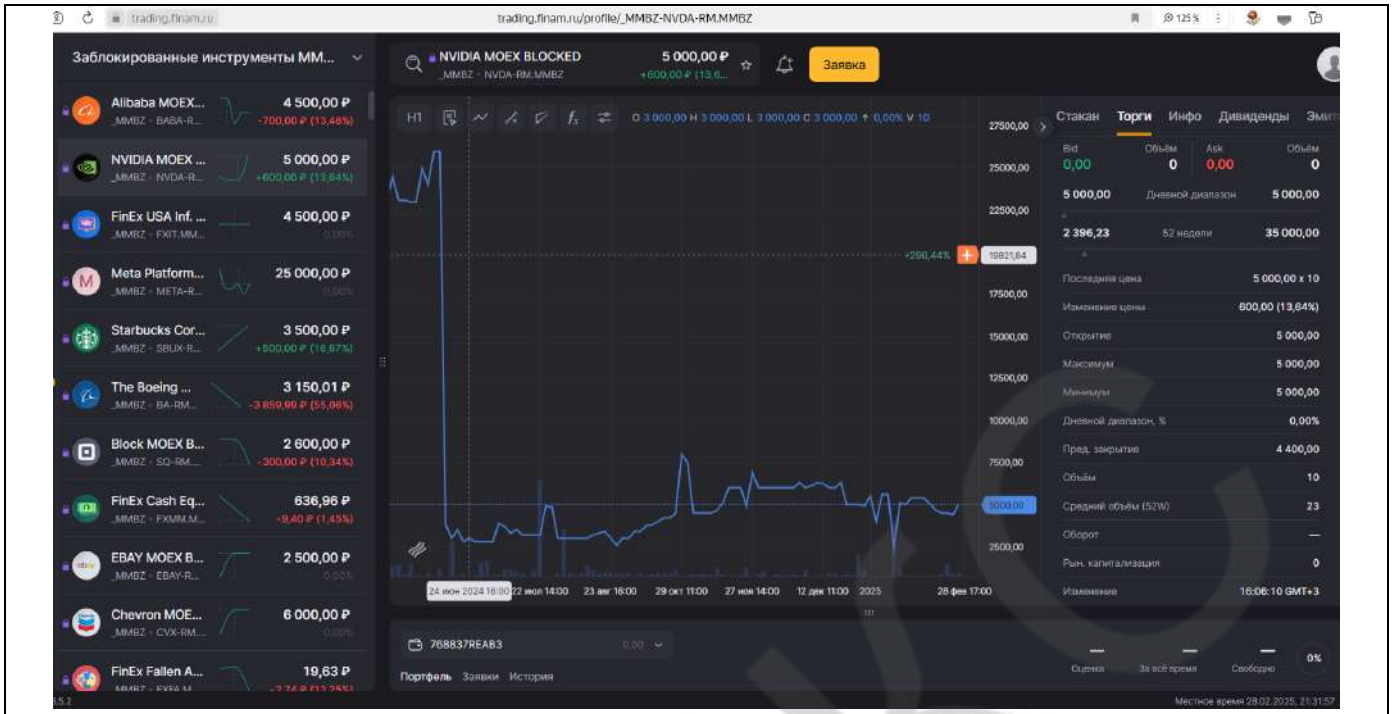 trading.finam.ru
trading.finam.ru/profile/_MMBZ-NVDA-RM.MMBZ
125 %
Заблокированные инструменты MM...
NVIDIA MOEX BLOCKED
_MMBZ · NVDA-RM.MMBZ
5 000,00 ₽
+600,00 ₽ (13,6...
Заявка
Alibaba MOEX...
_MMBZ · BABA-R...
4 500,00 ₽
-700,00 ₽ (13,46%)
NVIDIA MOEX ...
_MMBZ · NVDA-R...
5 000,00 ₽
+600,00 ₽ (13,64%)
FinEx USA Inf. ...
_MMBZ · FXIT.MM...
4 500,00 ₽
0,00%
Meta Platform...
_MMBZ · META-R...
25 000,00 ₽
0,00%
Starbucks Cor...
_MMBZ · SBUX-R...
3 500,00 ₽
+500,00 ₽ (16,67%)
The Boeing ...
_MMBZ · BA-RM...
3 150,01 ₽
-3 859,99 ₽ (55,06%)
Block MOEX B...
_MMBZ · SQ-RM....
2 600,00 ₽
-300,00 ₽ (10,34%)
FinEx Cash Eq...
_MMBZ · FXMM.M...
636,96 ₽
-9,40 ₽ (1,45%)
EBAY MOEX B...
_MMBZ · EBAY-R...
2 500,00 ₽
0,00%
Chevron MOE...
_MMBZ · CVX-RM....
6 000,00 ₽
0,00%
FinEx Fallen A...
19,63 ₽
H1
O 3 000,00 H 3 000,00 L 3 000,00 C 3 000,00 + 0,00% V 10
27500,00
25000,00
22500,00
+296,44%
19821,84
17500,00
15000,00
12500,00
10000,00
7500,00
5000,00
2500,00
24 июн 2024 16:00 22 июл 14:00 23 авг 16:00 29 окт 11:00 27 ноя 14:00 12 дек 11:00 2025 28 фев 17:00
768837REAB3
0,00
Портфель Заявки История
Стакан Торги Инфо Дивиденды
Bid Объём Ask Объём
0,00 0 0,00 0
5 000,00 Дневной диапазон 5 000,00
2 396,23 52 недели 35 000,00
Последняя цена 5 000,00 x 10
Изменение цены 600,00 (13,64%)
Открытие 5 000,00
Максимум 5 000,00
Минимум 5 000,00
Дневной диапазон, % 0,00%
Пред. закрытие 4 400,00
Объём 10
Средний объём (52W) 23
Оборот —
Рын. капитализация 0
Изменение 16:06:10 GMT+3
Оценка За всё время Свободно
0%
Местное время 28.02.2025, 21:31:57